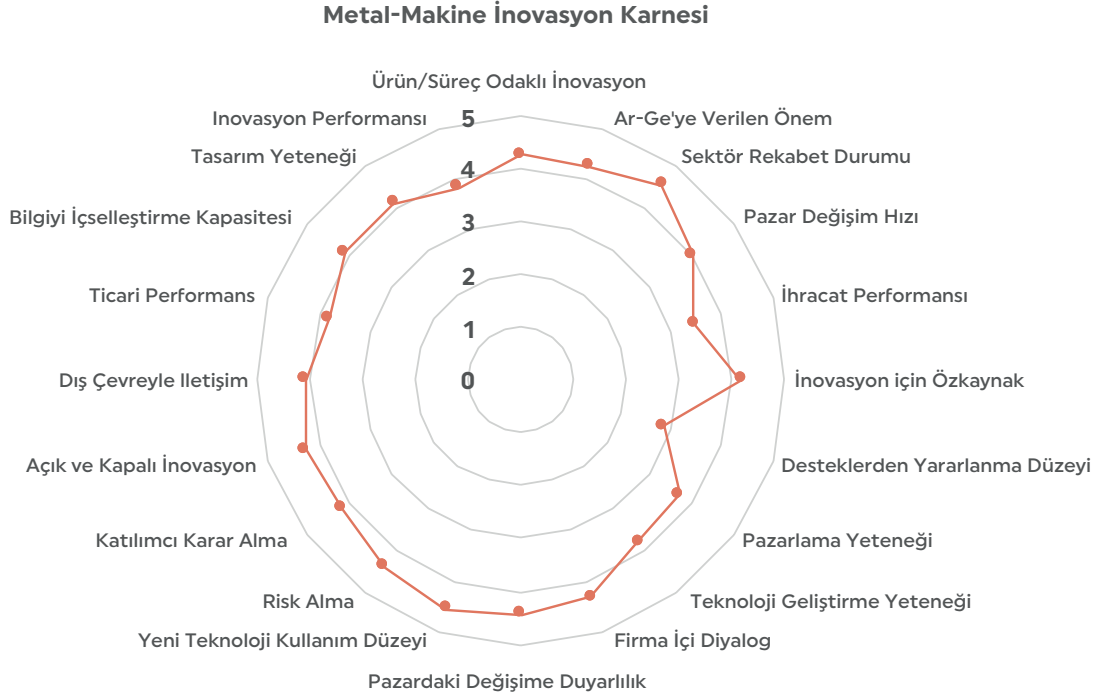 Metal-Makine İnovasyon Karnesi
Ürün/Süreç Odaklı İnovasyon
Inovasyon Performansı
5
Ar-Ge'ye Verilen Önem
Tasarım Yeteneği
4
Sektör Rekabet Durumu
Bilgiyi İçselleştirme Kapasitesi
3
Pazar Değişim Hızı
2
Ticari Performans
İhracat Performansı
1
Dış Çevreyle Iletişim
0
İnovasyon için Özkaynak
Açık ve Kapalı İnovasyon
Desteklerden Yararlanma Düzeyi
Katılımcı Karar Alma
Pazarlama Yeteneği
Risk Alma
Teknoloji Geliştirme Yeteneği
Yeni Teknoloji Kullanım Düzeyi
Firma İçi Diyalog
Pazardaki Değişime Duyarlılık